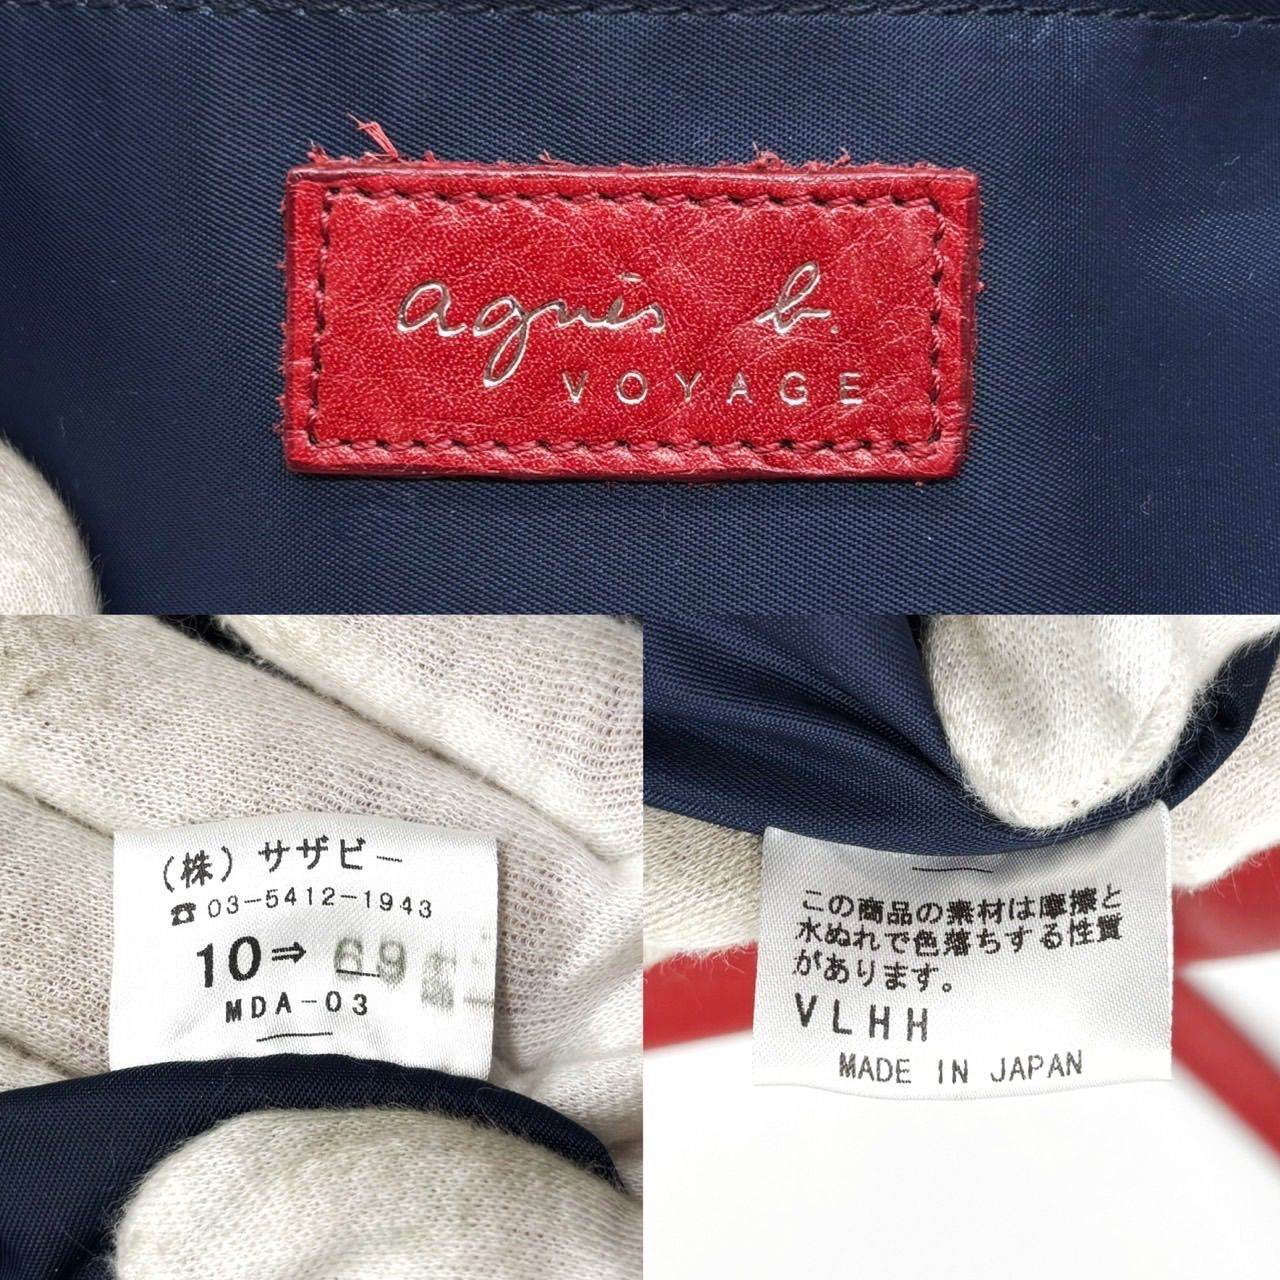 agnès b.
VOYAGE
(株) サザビー
☎ 03-5412-1943
10⇒ 69
MDA-03
この商品の素材は摩擦と
水ぬれで色落ちする性質
があります。
VLHH
MADE IN JAPAN